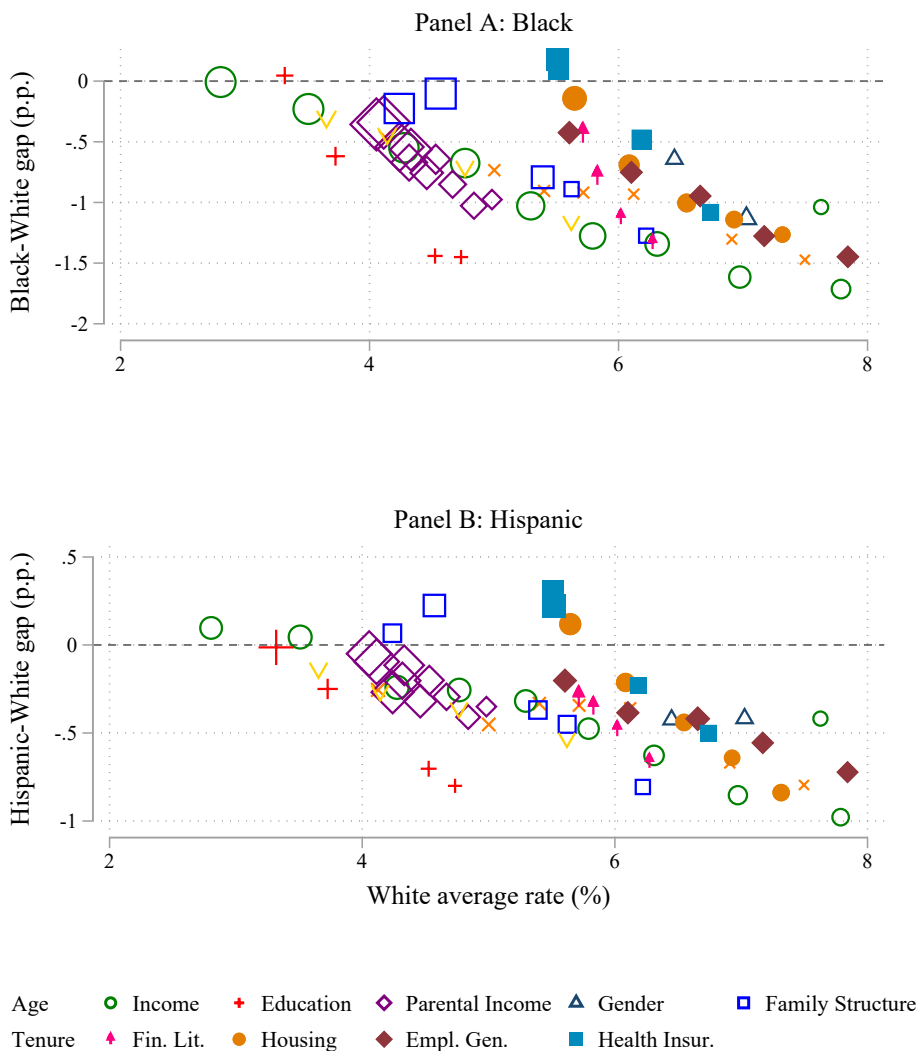 Panel A: Black
Black-White gap (p.p.)
0
-.5
-1
-1.5
-2
2 4 6 8
Panel B: Hispanic
Hispanic-White gap (p.p.)
.5
0
-.5
-1
2 4 6 8
White average rate (%)
Age Income Education Parental Income Gender Family Structure
Tenure Fin. Lit. Housing Empl. Gen. Health Insur.